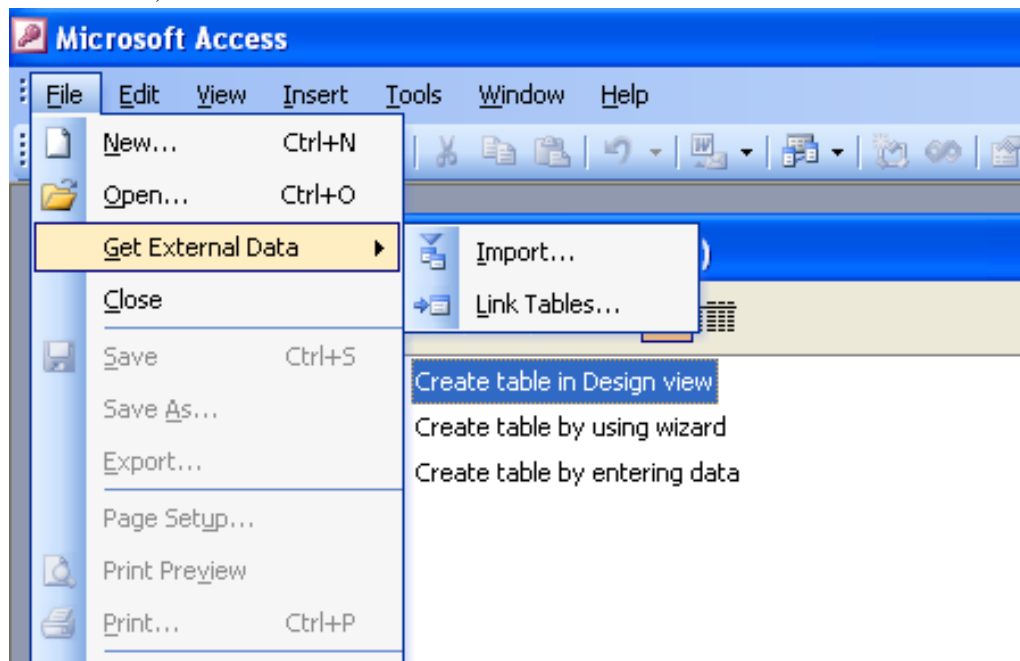 Microsoft Access
File Edit View Insert Tools Window Help
New... Ctrl+N
Open... Ctrl+O
Get External Data
Import...
Link Tables...
Close
Save Ctrl+S
Save As...
Export...
Page Setup...
Print Preview
Print... Ctrl+P
)
Create table in Design view
Create table by using wizard
Create table by entering data